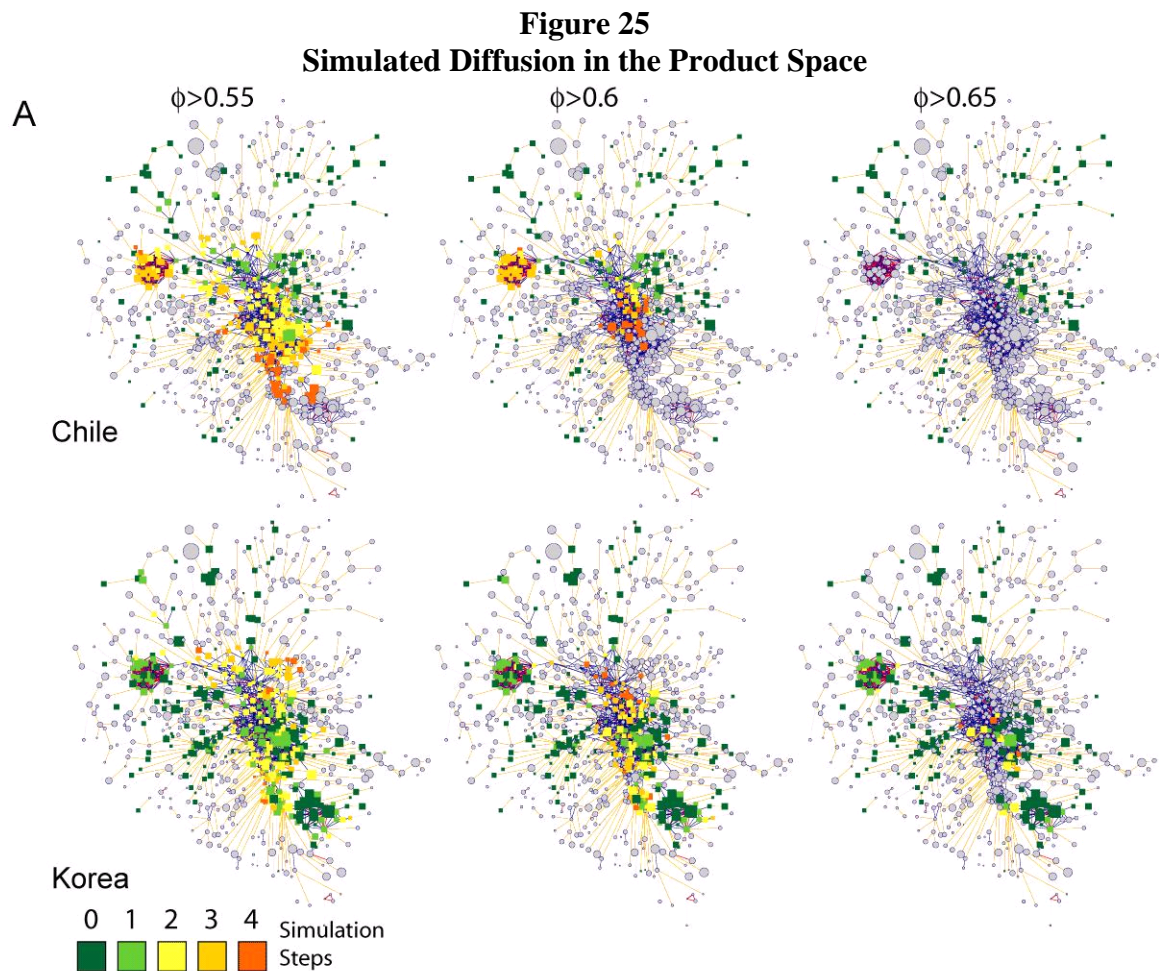 Figure 25
Simulated Diffusion in the Product Space
A
ϕ>0.55 ϕ>0.6 ϕ>0.65
Chile
Korea
0 1 2 3 4 Simulation
Steps